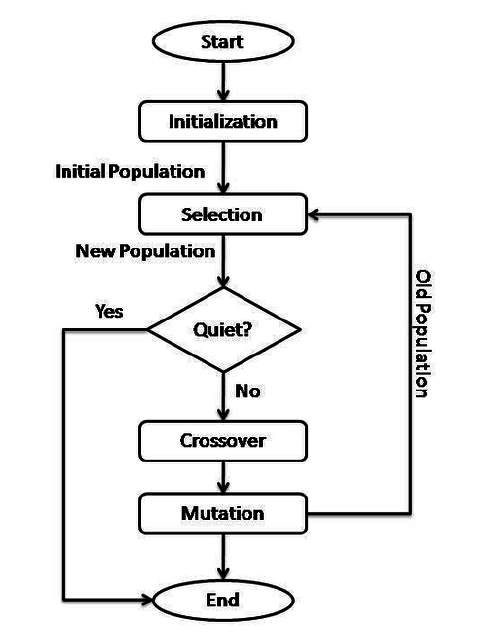 Start
Initialization
Initial Population
Selection
New Population
Yes
Quiet?
Old Population
No
Crossover
Mutation
End